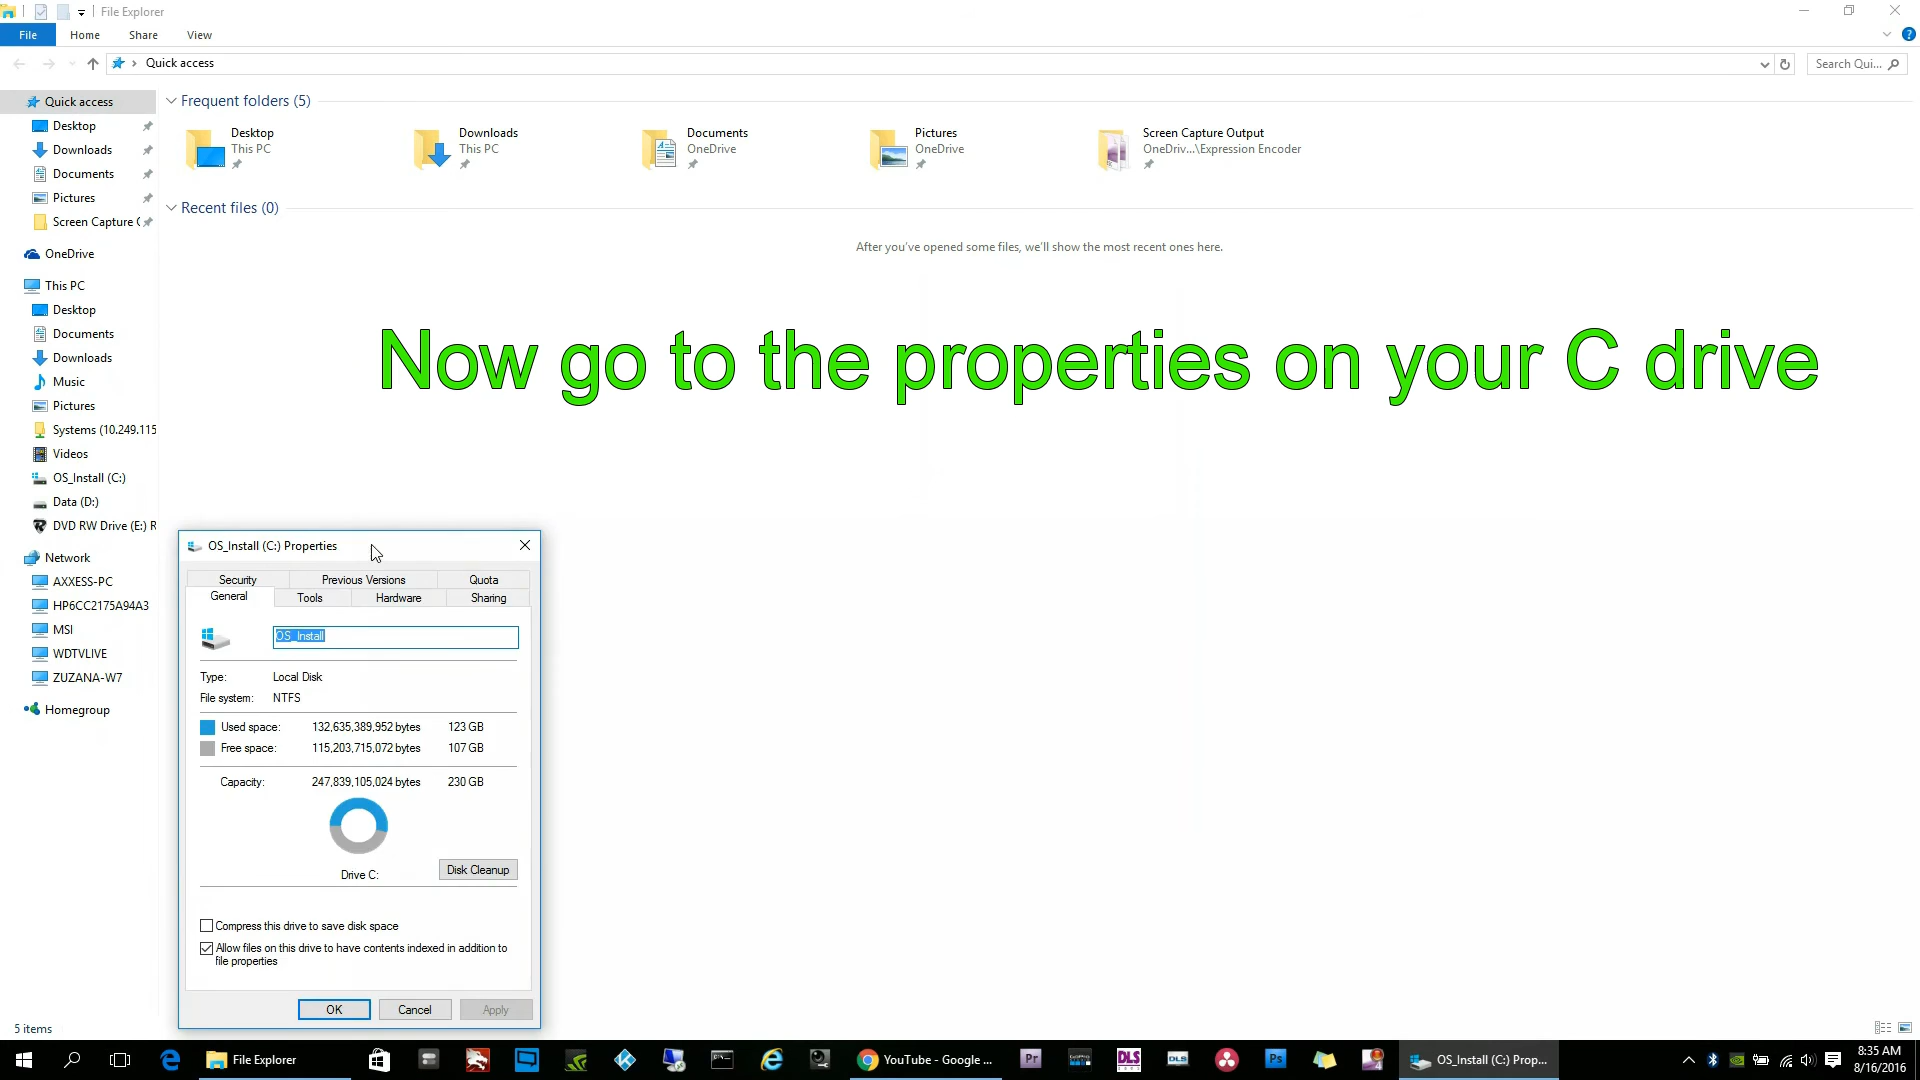 File Explorer
File Home Share View
Quick access Search Qui...
Quick access
Desktop
Downloads
Documents
Pictures
Screen Capture
OneDrive
This PC
Desktop
Documents
Downloads
Music
Pictures
Systems (10.249.115
Videos
OS_Install (C:)
Data (D:)
DVD RW Drive (E:) R
Network
AXXESS-PC
HP6CC2175A94A3
MSI
WDTVLIVE
ZUZANA-W7
Homegroup
5 items
Frequent folders (5)
Desktop
This PC
Downloads
This PC
Documents
OneDrive
Pictures
OneDrive
Screen Capture Output
OneDriv...\Expression Encoder
Recent files (0)
After you've opened some files, we'll show the most recent ones here.
Now go to the properties on your C drive
OS_Install (C:) Properties
Security Previous Versions Quota
General Tools Hardware Sharing
OS_Install
Type: Local Disk
File system: NTFS
Used space: 132,635,389,952 bytes 123 GB
Free space: 115,203,715,072 bytes 107 GB
Capacity: 247,839,105,024 bytes 230 GB
Drive C:
Disk Cleanup
Compress this drive to save disk space
Allow files on this drive to have contents indexed in addition to
file properties
OK Cancel Apply
File Explorer YouTube - Google ... Pr DLS DLS Ps OS_Install (C:) Prop...
8:35 AM
8/16/2016